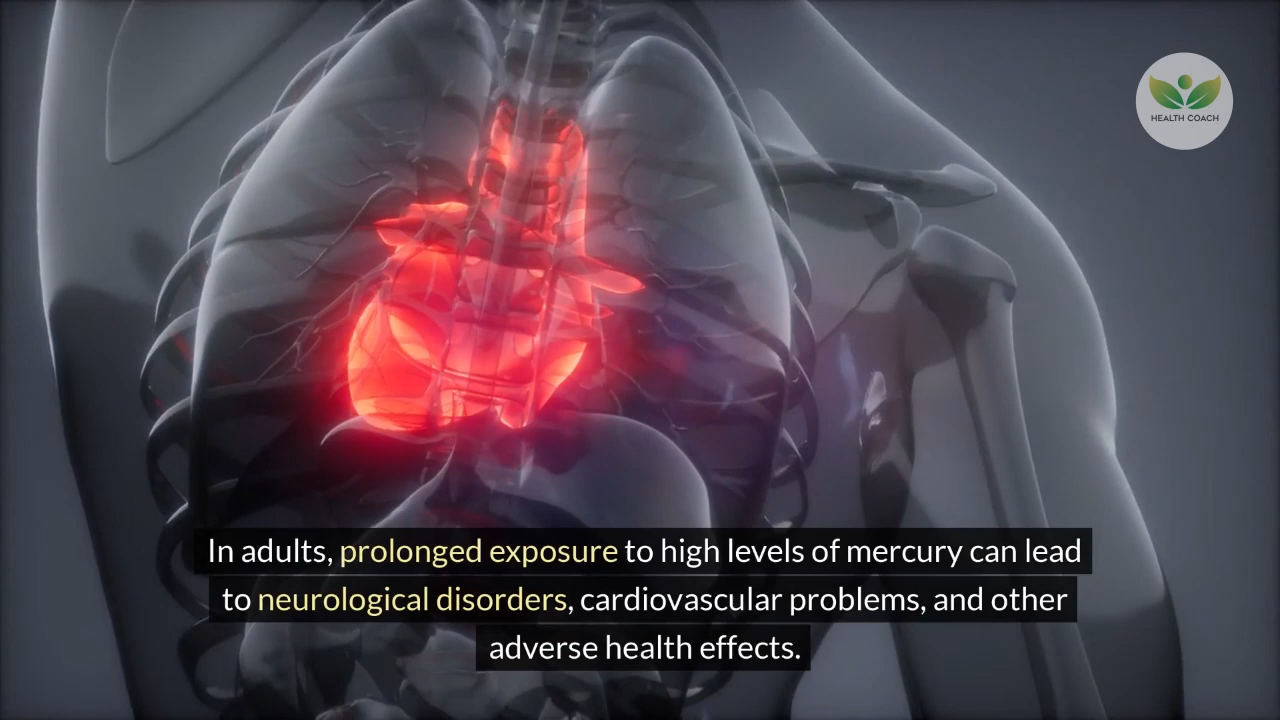 HEALTH COACH
In adults, prolonged exposure to high levels of mercury can lead
to neurological disorders, cardiovascular problems, and other
adverse health effects.